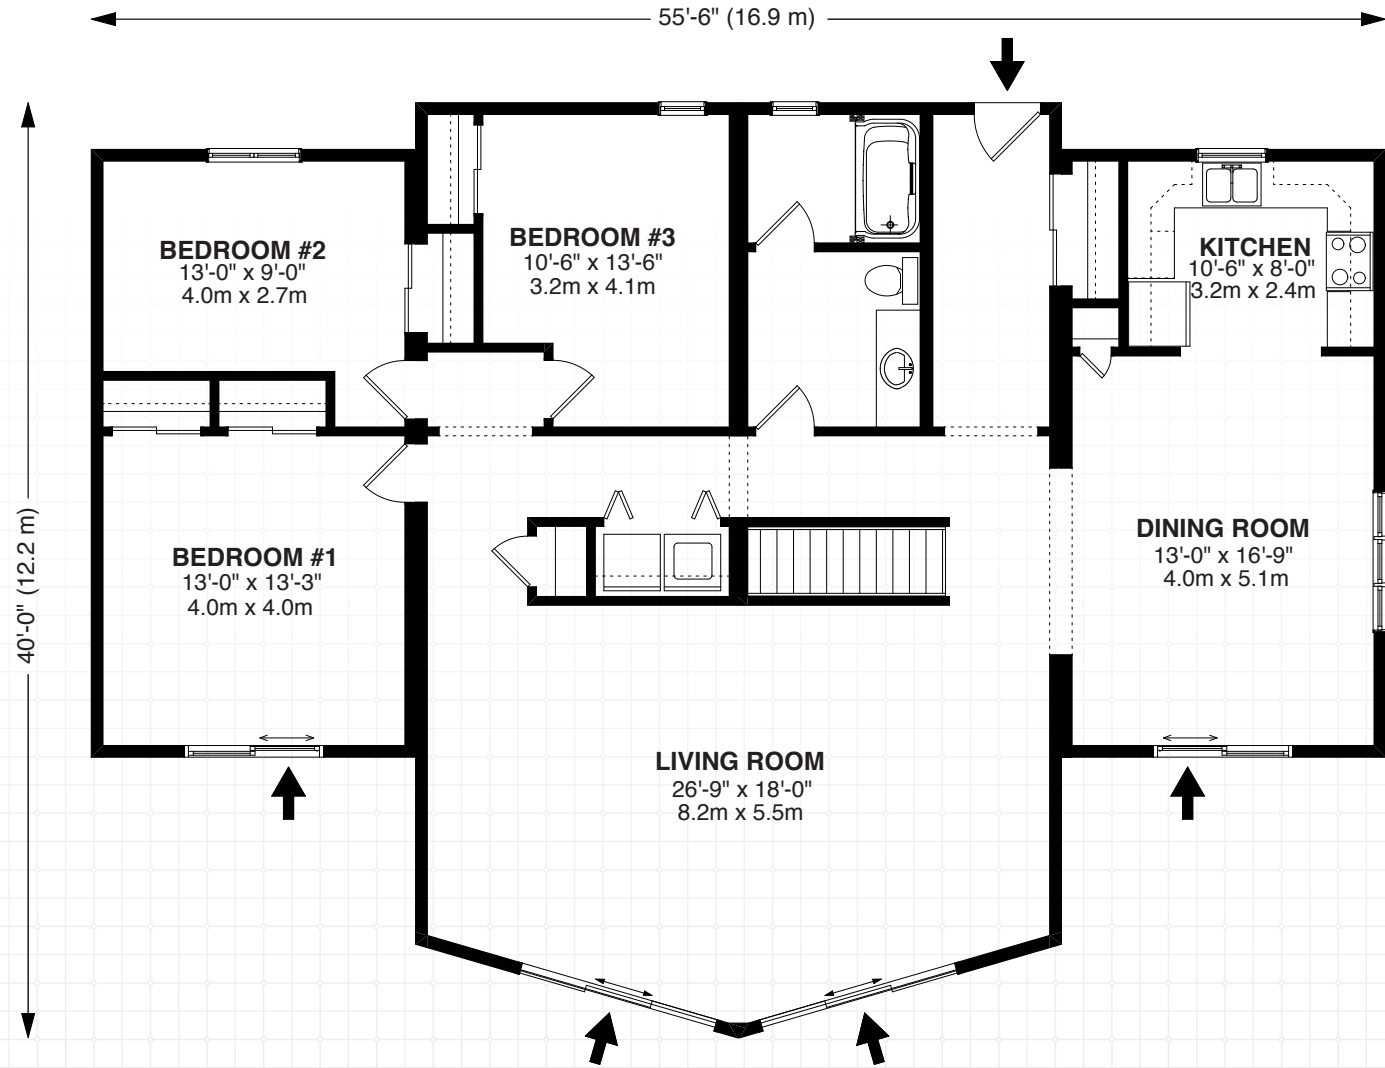 55'-6" (16.9 m)
40'-0" (12.2 m)
BEDROOM #2
13'-0" x 9'-0"
4.0m x 2.7m
BEDROOM #3
10'-6" x 13'-6"
3.2m x 4.1m
KITCHEN
10'-6" x 8'-0"
3.2m x 2.4m
BEDROOM #1
13'-0" x 13'-3"
4.0m x 4.0m
DINING ROOM
13'-0" x 16'-9"
4.0m x 5.1m
LIVING ROOM
26'-9" x 18'-0"
8.2m x 5.5m